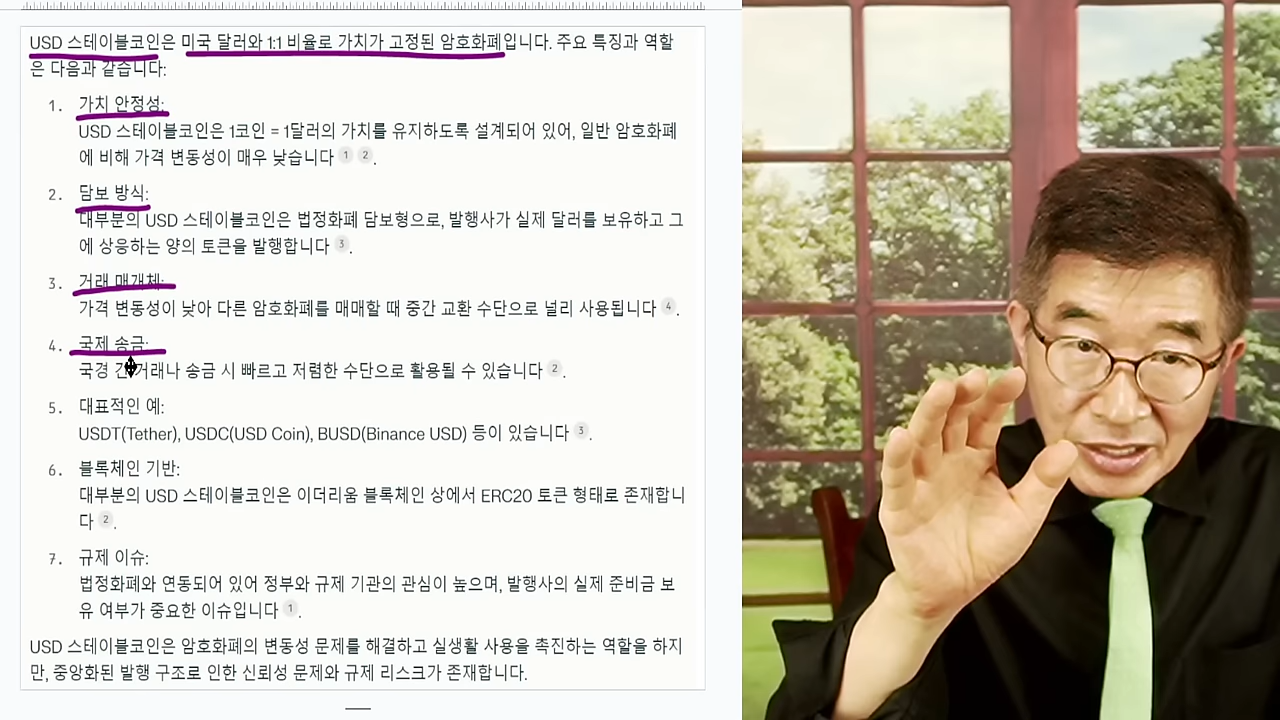 USD 스테이블코인은 미국 달러와 1:1 비율로 가치가 고정된 암호화폐입니다. 주요 특징과 역할
은 다음과 같습니다:
1. 가치 안정성:
USD 스테이블코인은 1코인 = 1달러의 가치를 유지하도록 설계되어 있어, 일반 암호화폐
에 비해 가격 변동성이 매우 낮습니다 1 2 .
2. 담보 방식:
대부분의 USD 스테이블코인은 법정화폐 담보형으로, 발행사가 실제 달러를 보유하고 그
에 상응하는 양의 토큰을 발행합니다 3 .
3. 거래 매개체:
가격 변동성이 낮아 다른 암호화폐를 매매할 때 중간 교환 수단으로 널리 사용됩니다 4 .
4. 국제 송금:
국경 간 거래나 송금 시 빠르고 저렴한 수단으로 활용될 수 있습니다 2 .
5. 대표적인 예:
USDT(Tether), USDC(USD Coin), BUSD(Binance USD) 등이 있습니다 3 .
6. 블록체인 기반:
대부분의 USD 스테이블코인은 이더리움 블록체인 상에서 ERC20 토큰 형태로 존재합니
다 2 .
7. 규제 이슈:
법정화폐와 연동되어 있어 정부와 규제 기관의 관심이 높으며, 발행사의 실제 준비금 보
유 여부가 중요한 이슈입니다 1 .
USD 스테이블코인은 암호화폐의 변동성 문제를 해결하고 실생활 사용을 촉진하는 역할을 하지
만, 중앙화된 발행 구조로 인한 신뢰성 문제와 규제 리스크가 존재합니다.